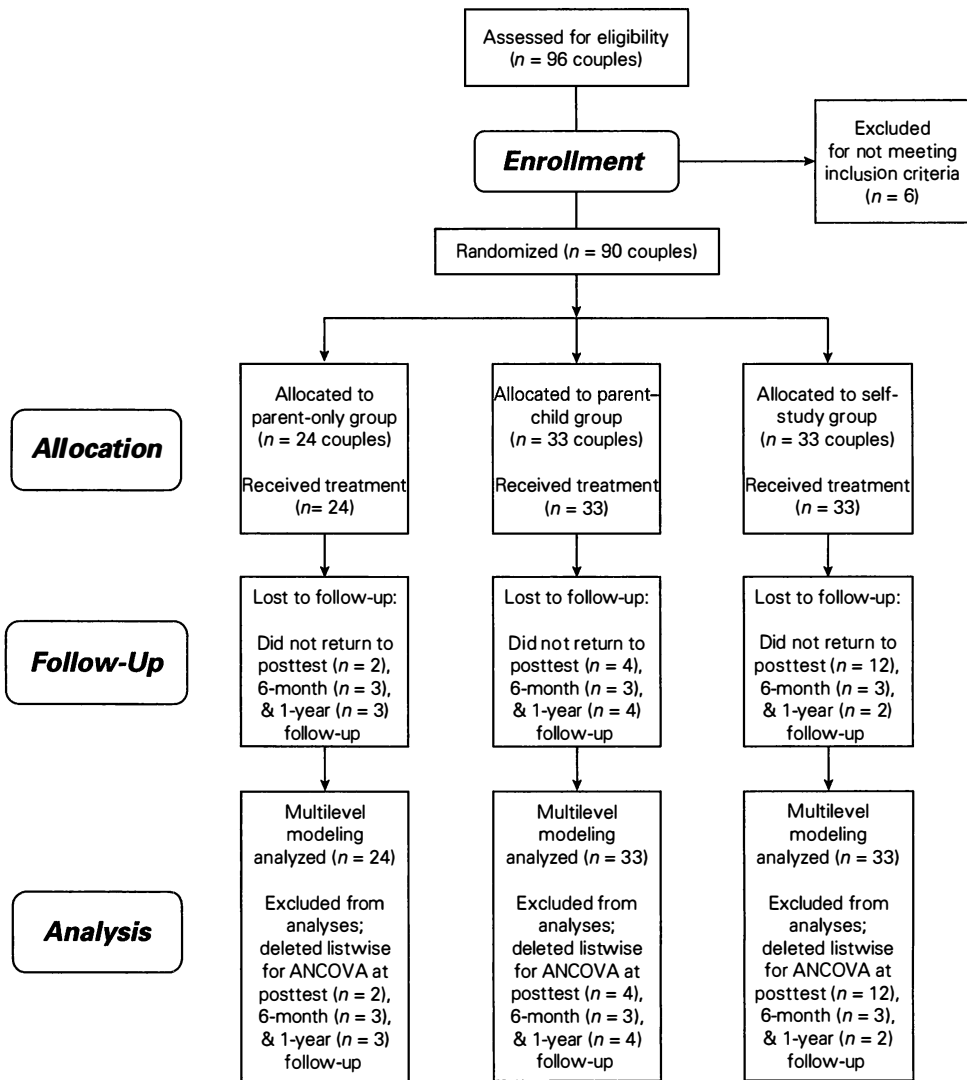 Assessed for eligibility
(n = 96 couples)
Enrollment
Excluded
for not meeting
inclusion criteria
(n = 6)
Randomized (n = 90 couples)
Allocation
Allocated to
parent-only group
(n = 24 couples)
Received treatment
(n= 24)
Allocated to parent–
child group
(n = 33 couples)
Received treatment
(n = 33)
Allocated to self-
study group
(n = 33 couples)
Received treatment
(n = 33)
Follow-Up
Lost to follow-up:
Did not return to
posttest (n = 2),
6-month (n = 3),
& 1-year (n = 3)
follow-up
Lost to follow-up:
Did not return to
posttest (n = 4),
6-month (n = 3),
& 1-year (n = 4)
follow-up
Lost to follow-up:
Did not return to
posttest (n = 12),
6-month (n = 3),
& 1-year (n = 2)
follow-up
Analysis
Multilevel
modeling
analyzed (n = 24)
Excluded from
analyses;
deleted listwise
for ANCOVA at
posttest (n = 2),
6-month (n = 3),
& 1-year (n = 3)
follow-up
Multilevel
modeling
analyzed (n = 33)
Excluded from
analyses;
deleted listwise
for ANCOVA at
posttest (n = 4),
6-month (n = 3),
& 1-year (n = 4)
follow-up
Multilevel
modeling
analyzed (n = 33)
Excluded from
analyses;
deleted listwise
for ANCOVA at
posttest (n = 12),
6-month (n = 3),
& 1-year (n = 2)
follow-up